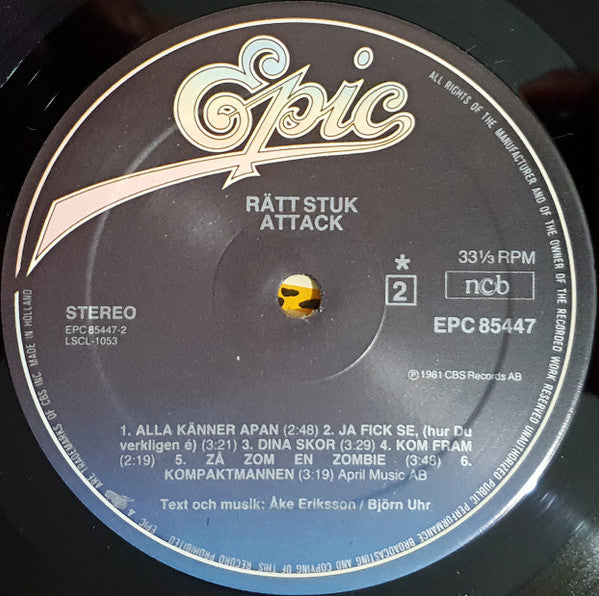 Epic
RÄTT STUK
ATTACK
STEREO
EPC 85447-2
LSCL-1053
*
2
33⅓ RPM
ncb
EPC 85447
℗ 1981 CBS Records AB
1. ALLA KÄNNER APAN (2:48) 2. JA FICK SE, (hur Du
verkligen é) (3:21) 3. DINA SKOR (3:29) 4. KOM FRAM
(2:19) 5. ZÅ ZOM EN ZOMBIE (3:46) 6.
KOMPAKTMANNEN (3:19) April Music AB
Text och musik: Åke Eriksson / Björn Uhr
ALL RIGHTS OF THE MANUFACTURER AND OF THE OWNER OF THE RECORDED WORK RESERVED UNAUTHORIZED PUBLIC PERFORMANCE BROADCASTING AND COPYING OF THIS RECORD PROHIBITED
EPIC & ARE TRADEMARKS OF CBS INC MADE IN HOLLAND